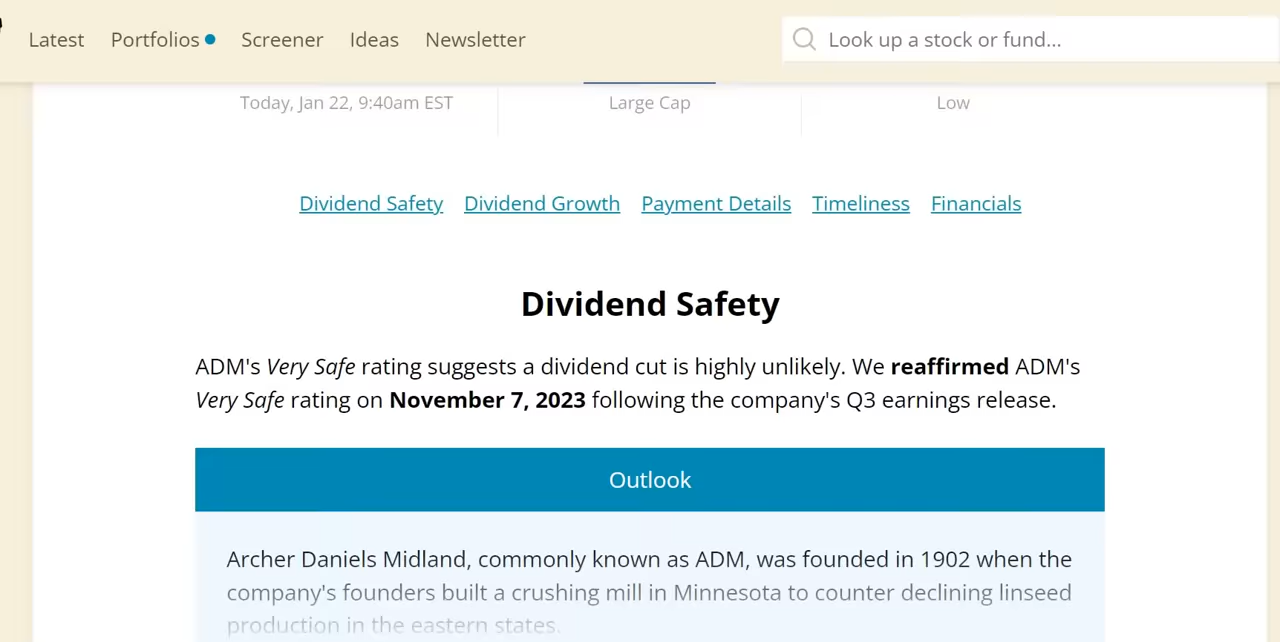 Latest Portfolios Screener Ideas Newsletter Look up a stock or fund...
Today, Jan 22, 9:40am EST Large Cap Low
Dividend Safety Dividend Growth Payment Details Timeliness Financials
Dividend Safety
ADM's Very Safe rating suggests a dividend cut is highly unlikely. We reaffirmed ADM's
Very Safe rating on November 7, 2023 following the company's Q3 earnings release.
Outlook
Archer Daniels Midland, commonly known as ADM, was founded in 1902 when the
company's founders built a crushing mill in Minnesota to counter declining linseed
production in the eastern states.